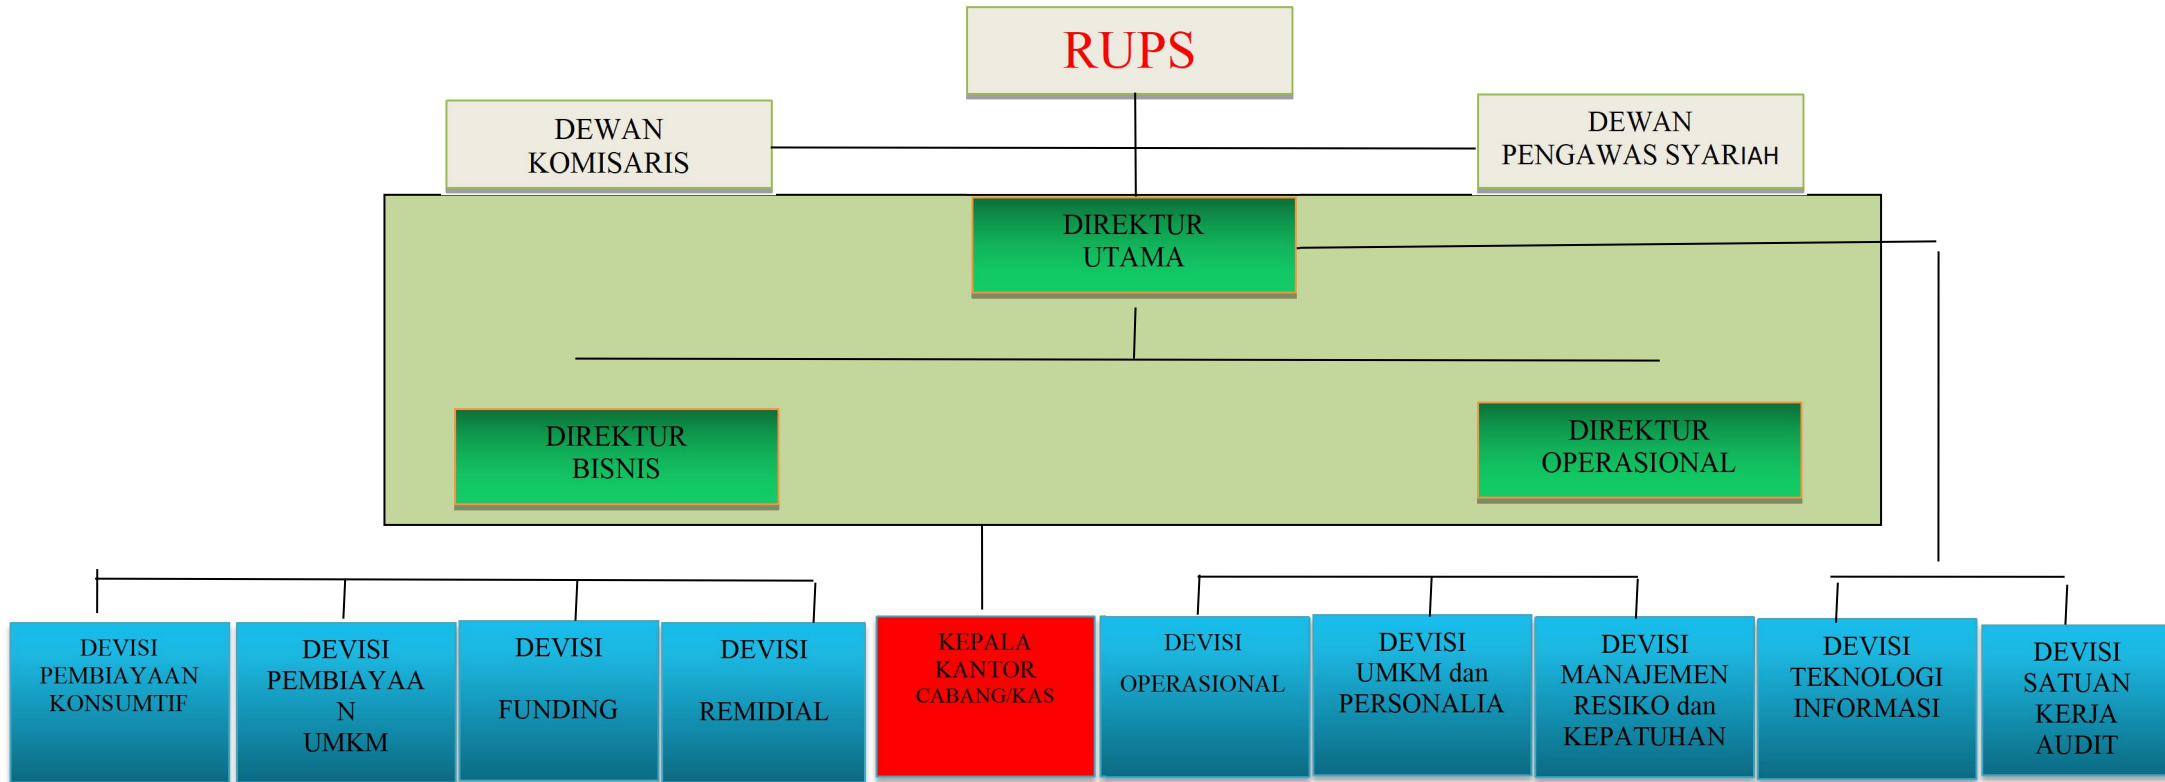 RUPS
DEWAN
KOMISARIS
DEWAN
PENGAWAS SYARIAH
DIREKTUR
UTAMA
DIREKTUR
BISNIS
DIREKTUR
OPERASIONAL
DEVISI
PEMBIAYAAN
KONSUMTIF
DEVISI
PEMBIAYAA
N
UMKM
DEVISI
FUNDING
DEVISI
REMIDIAL
KEPALA
KANTOR
CABANG/KAS
DEVISI
OPERASIONAL
DEVISI
UMKM dan
PERSONALIA
DEVISI
MANAJEMEN
RESIKO dan
KEPATUHAN
DEVISI
TEKNOLOGI
INFORMASI
DEVISI
SATUAN
KERJA
AUDIT